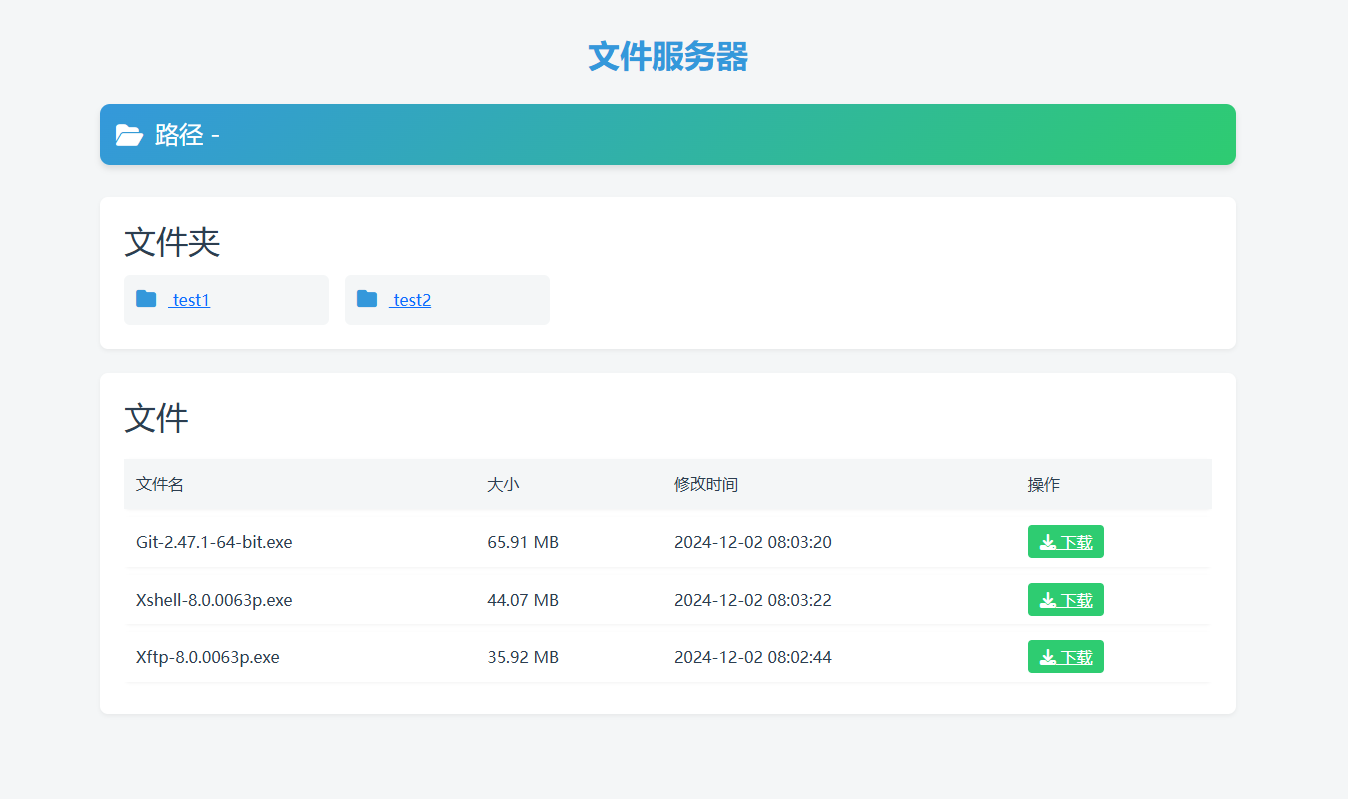 文件服务器
路径 -
文件夹
test1 test2
文件
文件名 大小 修改时间 操作
Git-2.47.1-64-bit.exe 65.91 MB 2024-12-02 08:03:20 下载
Xshell-8.0.0063p.exe 44.07 MB 2024-12-02 08:03:22 下载
Xftp-8.0.0063p.exe 35.92 MB 2024-12-02 08:02:44 下载